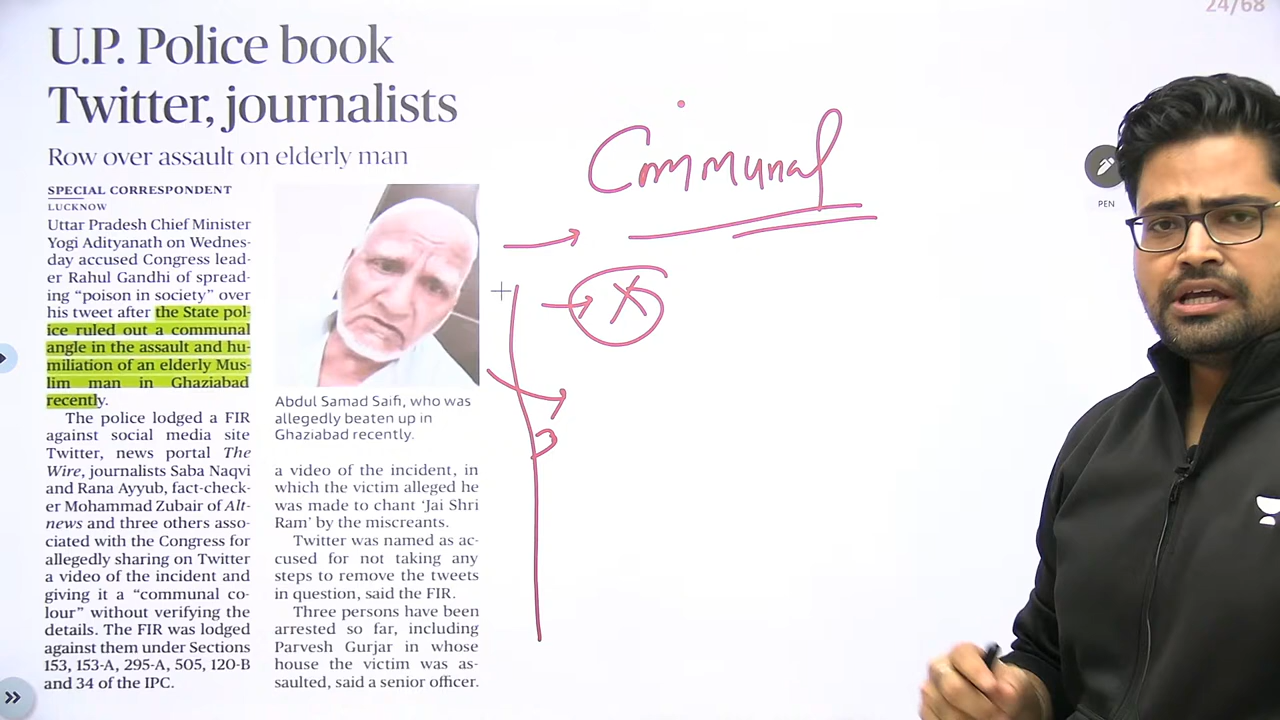 24/68
U.P. Police book
Twitter, journalists
Row over assault on elderly man
SPECIAL CORRESPONDENT
LUCKNOW
Uttar Pradesh Chief Minister
Yogi Adityanath on Wednes-
day accused Congress lead-
er Rahul Gandhi of spread-
ing “poison in society” over
his tweet after the State pol-
ice ruled out a communal
angle in the assault and hu-
miliation of an elderly Mus-
lim man in Ghaziabad
recently.
The police lodged a FIR
against social media site
Twitter, news portal The
Wire, journalists Saba Naqvi
and Rana Ayyub, fact-check-
er Mohammad Zubair of Alt-
news and three others asso-
ciated with the Congress for
allegedly sharing on Twitter
a video of the incident and
giving it a “communal co-
lour” without verifying the
details. The FIR was lodged
against them under Sections
153, 153-A, 295-A, 505, 120-B
and 34 of the IPC.
Abdul Samad Saifi, who was
allegedly beaten up in
Ghaziabad recently.
a video of the incident, in
which the victim alleged he
was made to chant ‘Jai Shri
Ram’ by the miscreants.
Twitter was named as ac-
cused for not taking any
steps to remove the tweets
in question, said the FIR.
Three persons have been
arrested so far, including
Parvesh Gurjar in whose
house the victim was as-
saulted, said a senior officer.
Communal
PEN